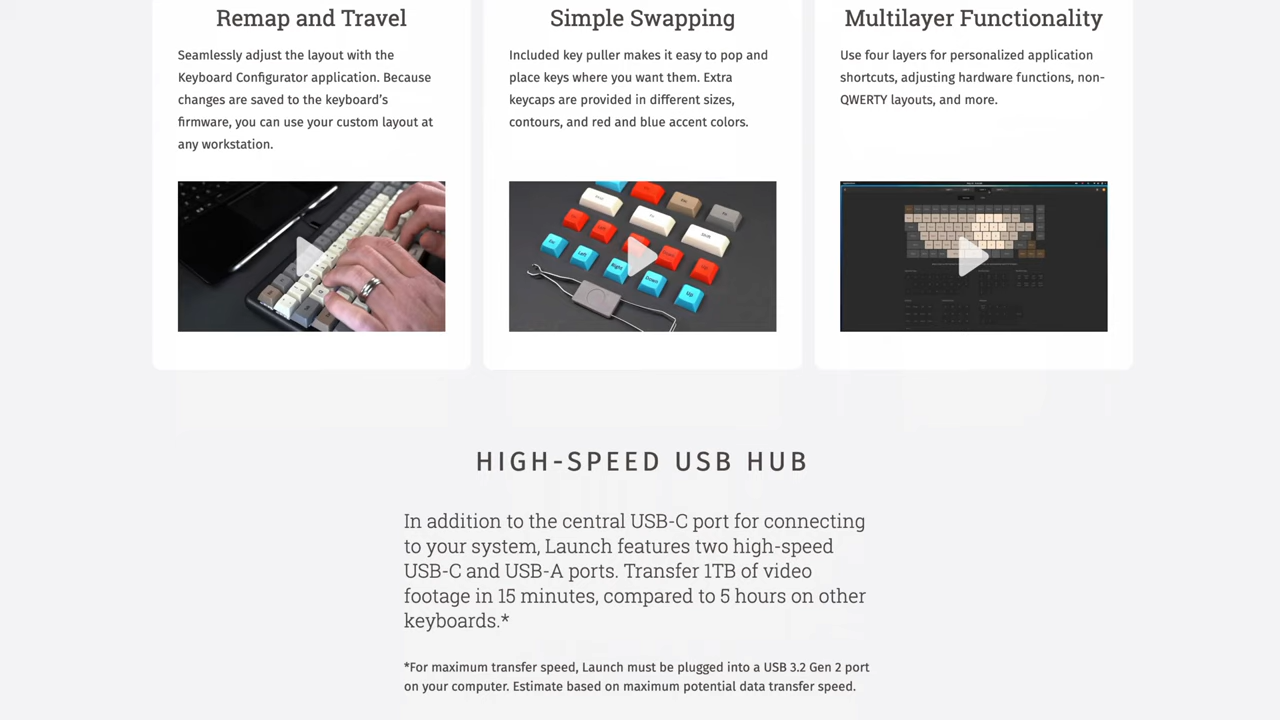 Remap and Travel
Seamlessly adjust the layout with the
Keyboard Configurator application. Because
changes are saved to the keyboard's
firmware, you can use your custom layout at
any workstation.
Simple Swapping
Included key puller makes it easy to pop and
place keys where you want them. Extra
keycaps are provided in different sizes,
contours, and red and blue accent colors.
Multilayer Functionality
Use four layers for personalized application
shortcuts, adjusting hardware functions, non-
QWERTY layouts, and more.
Shift
Esc
Left
Right
Down
Up
HIGH-SPEED USB HUB
In addition to the central USB-C port for connecting
to your system, Launch features two high-speed
USB-C and USB-A ports. Transfer 1TB of video
footage in 15 minutes, compared to 5 hours on other
keyboards.*
*For maximum transfer speed, Launch must be plugged into a USB 3.2 Gen 2 port
on your computer. Estimate based on maximum potential data transfer speed.